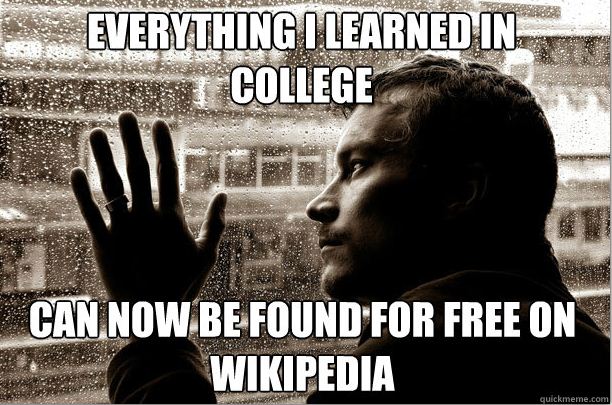 EVERYTHING I LEARNED IN
COLLEGE
CAN NOW BE FOUND FOR FREE ON
WIKIPEDIA
quickmeme.com